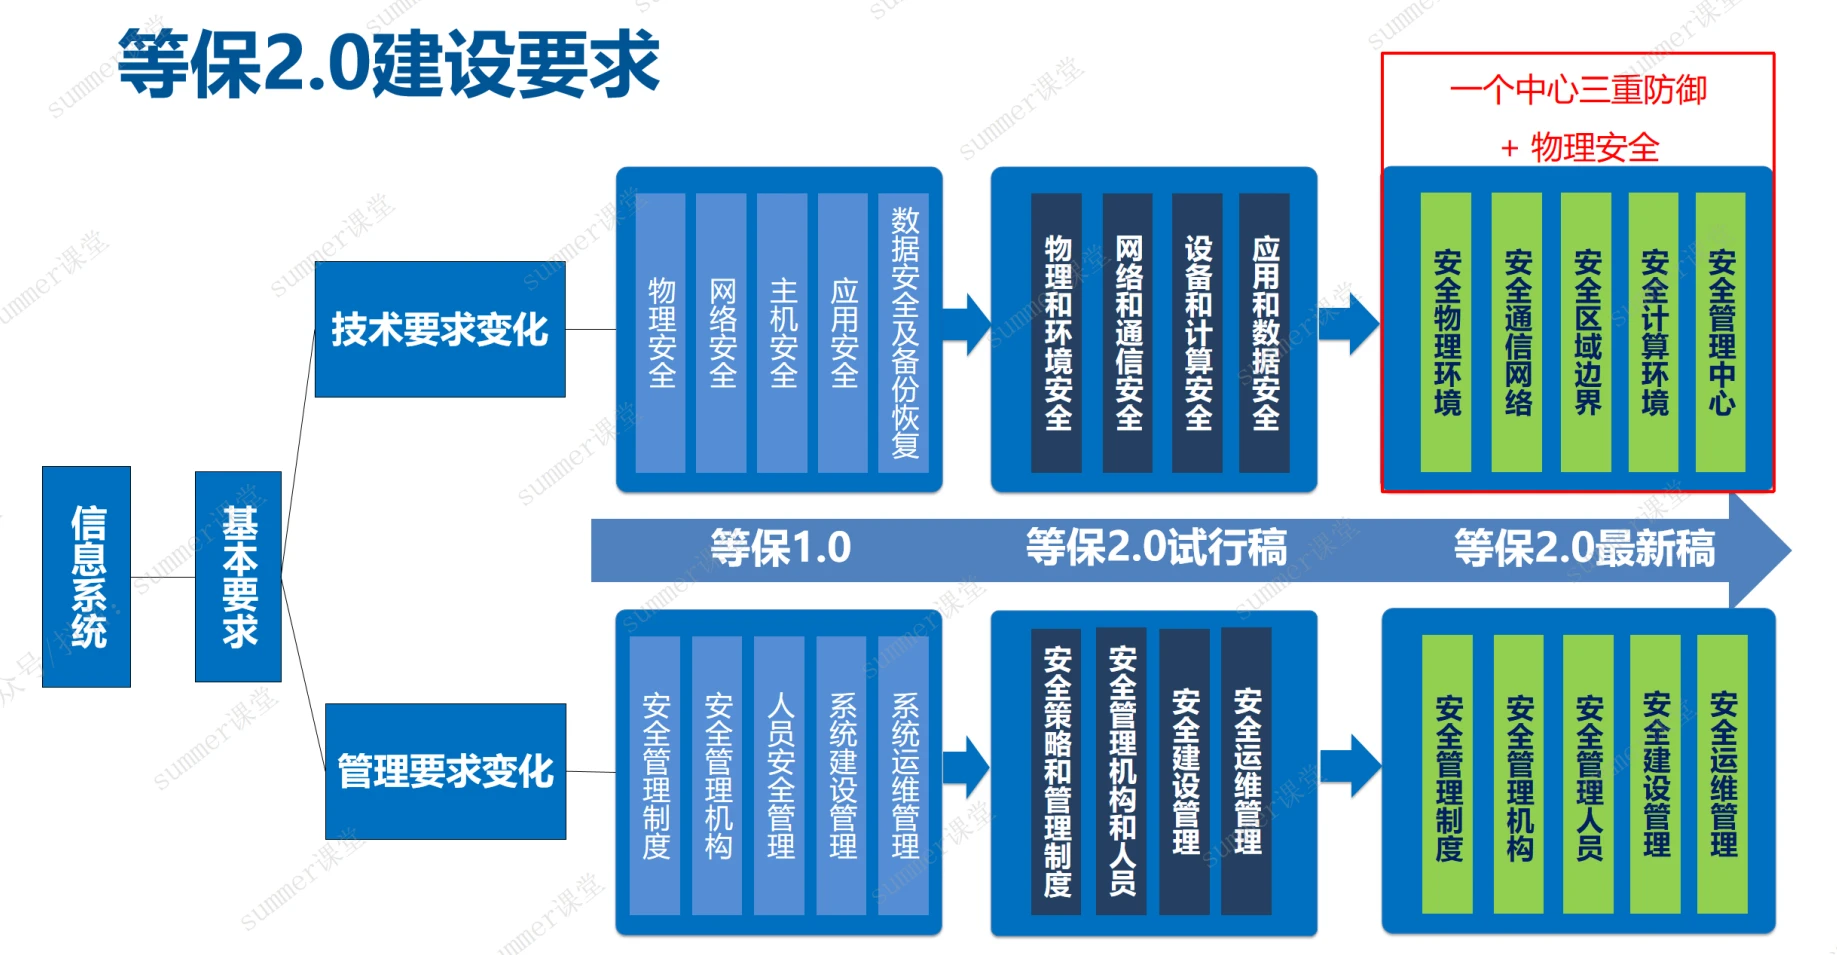 等保2.0建设要求
一个中心三重防御
+ 物理安全
信息系统
基本要求
技术要求变化
物理安全
网络安全
主机安全
应用安全
数据安全及备份恢复
物理和环境安全
网络和通信安全
设备和计算安全
应用和数据安全
安全物理环境
安全通信网络
安全区域边界
安全计算环境
安全管理中心
等保1.0
等保2.0试行稿
等保2.0最新稿
管理要求变化
安全管理制度
安全管理机构
人员安全管理
系统建设管理
系统运维管理
安全策略和管理制度
安全管理机构和人员
安全建设管理
安全运维管理
安全管理制度
安全管理机构
安全管理人员
安全建设管理
安全运维管理
summer课堂